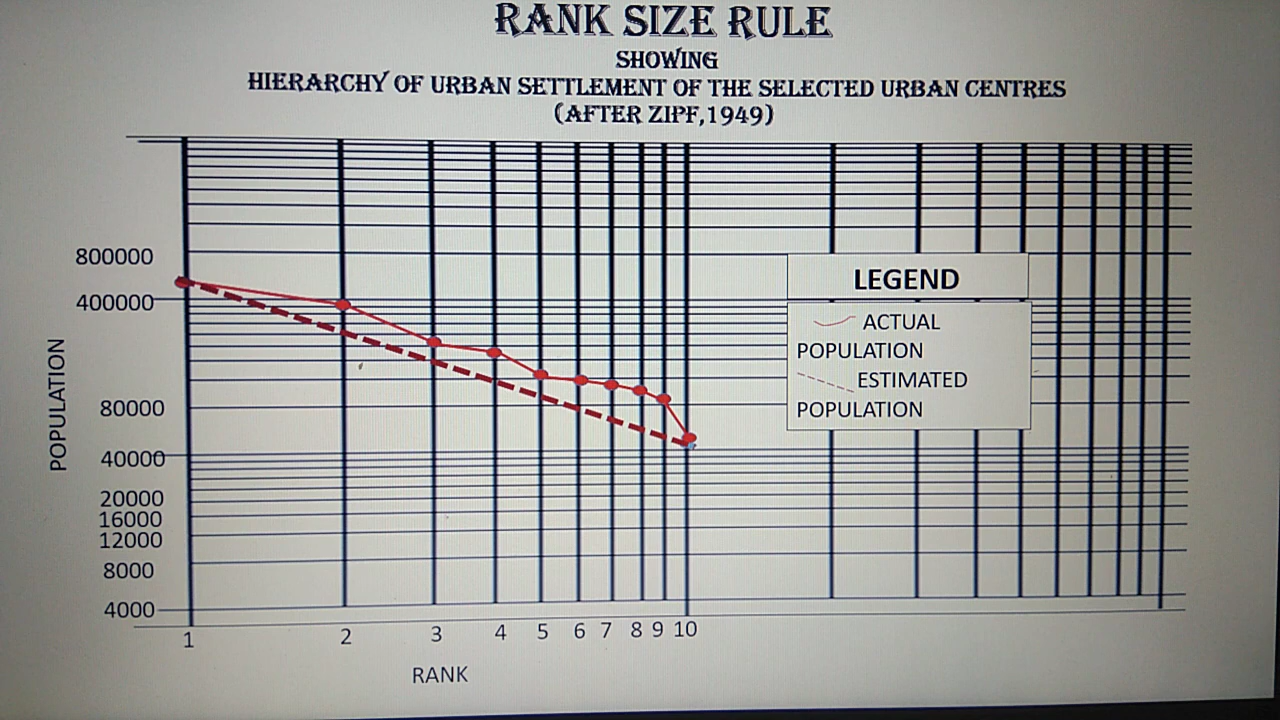 RANK SIZE RULE
SHOWING
HIERARCHY OF URBAN SETTLEMENT OF THE SELECTED URBAN CENTRES
(AFTER ZIPF,1949)
800000
400000
80000
40000
20000
16000
12000
8000
4000
POPULATION
1 2 3 4 5 6 7 8 9 10
RANK
LEGEND
ACTUAL
POPULATION
ESTIMATED
POPULATION